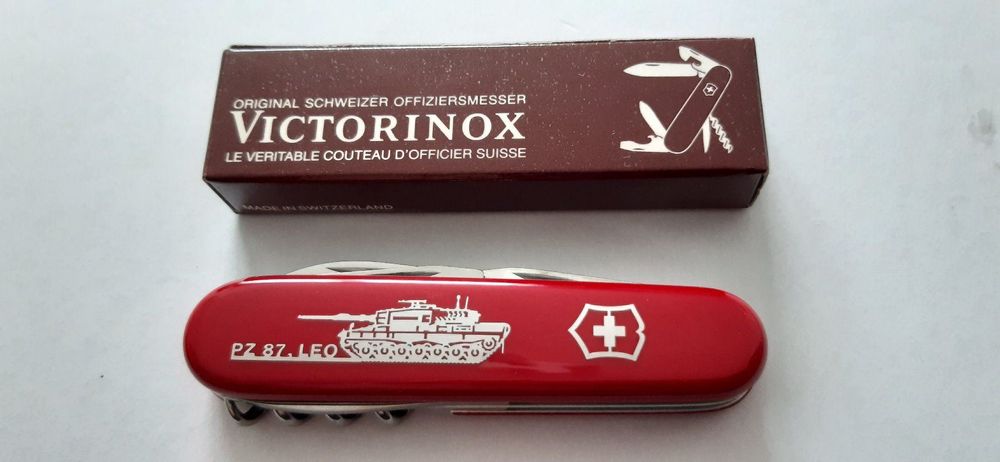 ORIGINAL SCHWEIZER OFFIZIERSMESSER
VICTORINOX
LE VERITABLE COUTEAU D'OFFICIER SUISSE
MADE IN SWITZERLAND
PZ 87. LEO